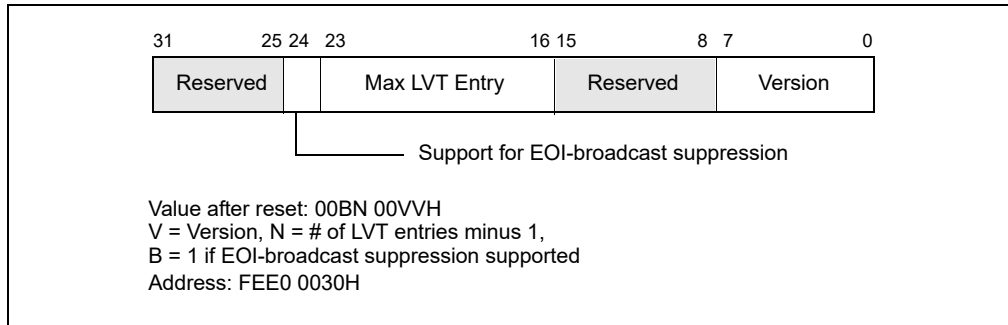 31 25 24 23 16 15 8 7 0
Reserved Max LVT Entry Reserved Version
Support for EOI-broadcast suppression
Value after reset: 00BN 00VVH
V = Version, N = # of LVT entries minus 1,
B = 1 if EOI-broadcast suppression supported
Address: FEE0 0030H